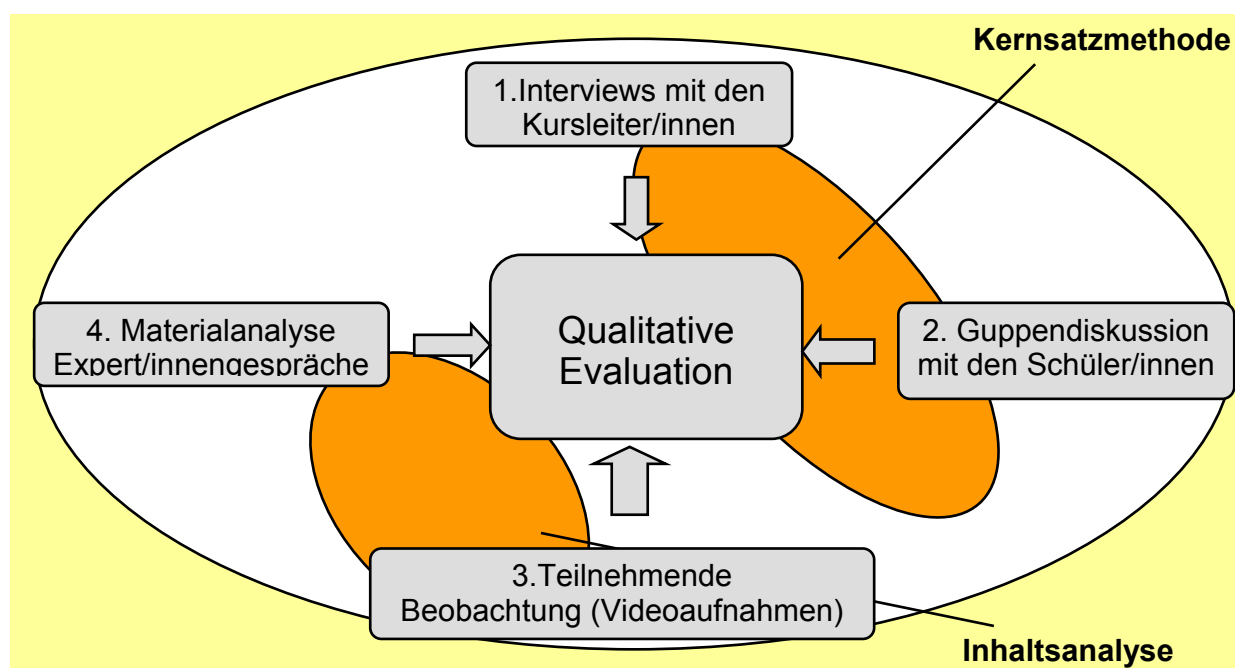 Kernsatzmethode
1.Interviews mit den
Kursleiter/innen
4. Materialanalyse
Expert/innengespräche
Qualitative
Evaluation
2. Guppendiskussion
mit den Schüler/innen
3.Teilnehmende
Beobachtung (Videoaufnahmen)
Inhaltsanalyse